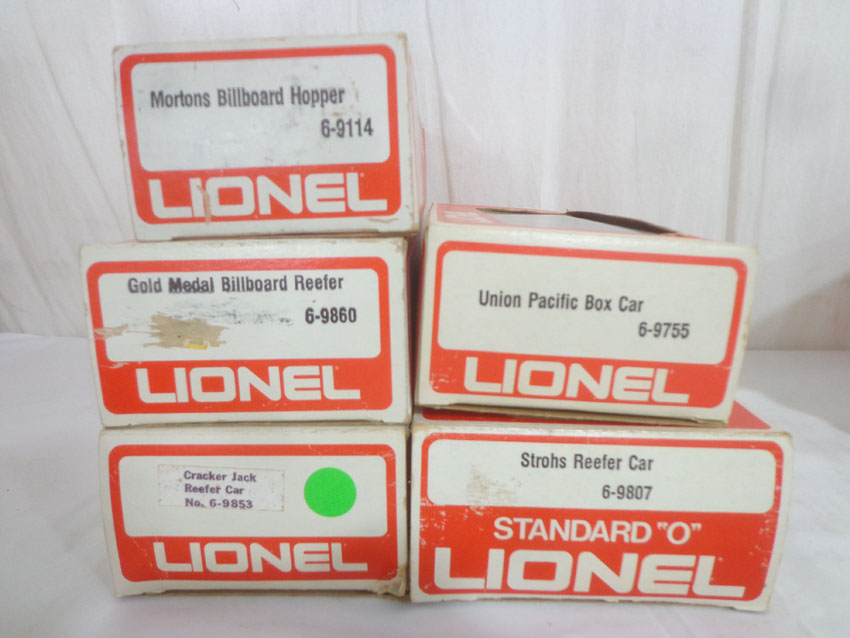 Mortons Billboard Hopper
6-9114
LIONEL
Gold Medal Billboard Reefer
6-9860
LIONEL
Union Pacific Box Car
6-9755
LIONEL
Cracker Jack
Reefer Car
No. 6-9853
LIONEL
Strohs Reefer Car
6-9807
STANDARD "O"
LIONEL